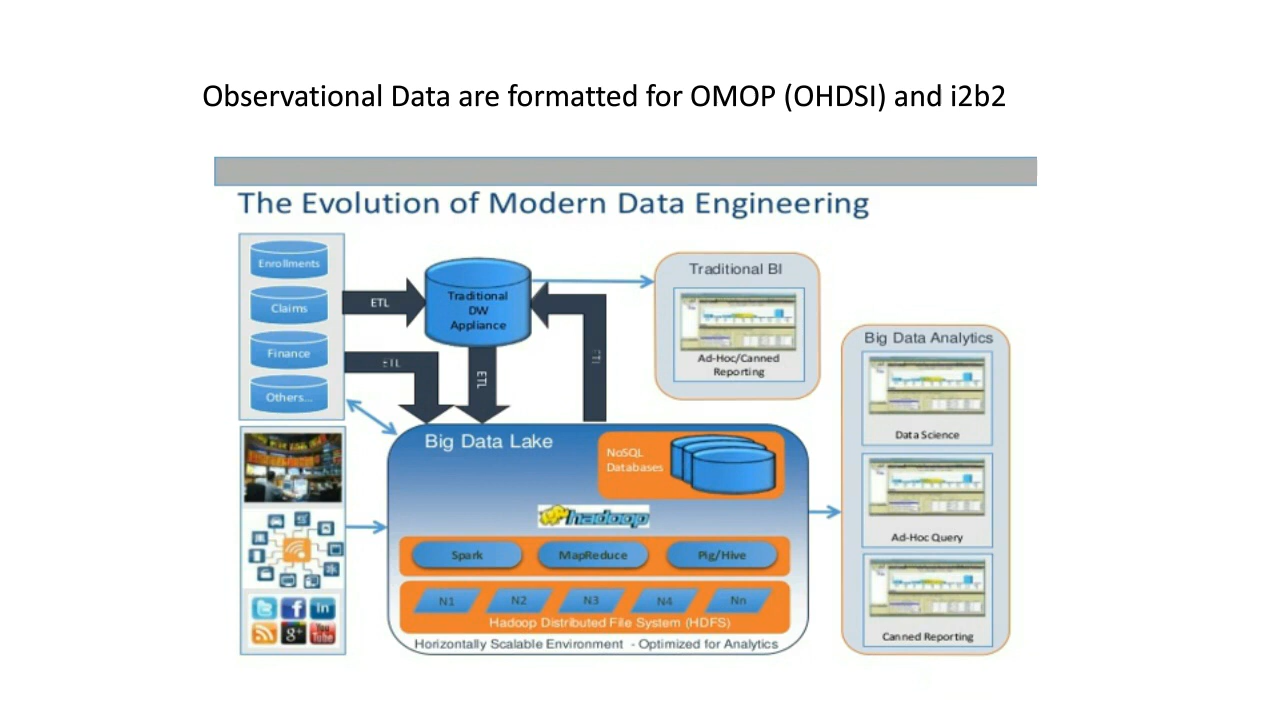 Observational Data are formatted for OMOP (OHDSI) and i2b2
The Evolution of Modern Data Engineering
Enrollments
Claims
Finance
Others...
ETL
ETL
ETL
ETL
Traditional
DW
Appliance
Traditional BI
Ad-Hoc/Canned
Reporting
Big Data Analytics
Data Science
Ad-Hoc Query
Canned Reporting
Big Data Lake
NoSQL
Databases
hadoop
Spark
MapReduce
Pig/Hive
N1
N2
N3
N4
Nn
Hadoop Distributed File System (HDFS)
Horizontally Scalable Environment - Optimized for Analytics
in
g+
You
Tube